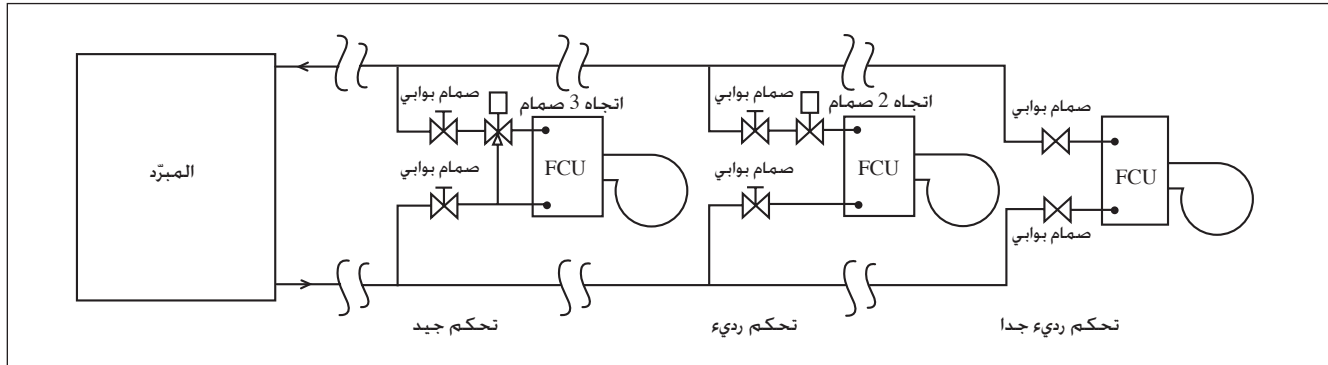 المبرّد
صمام بوابي
اتجاه 3 صمام
صمام بوابي
FCU
تحكم جيد
صمام بوابي
اتجاه 2 صمام
صمام بوابي
FCU
تحكم رديء
صمام بوابي
صمام بوابي
FCU
تحكم رديء جدا